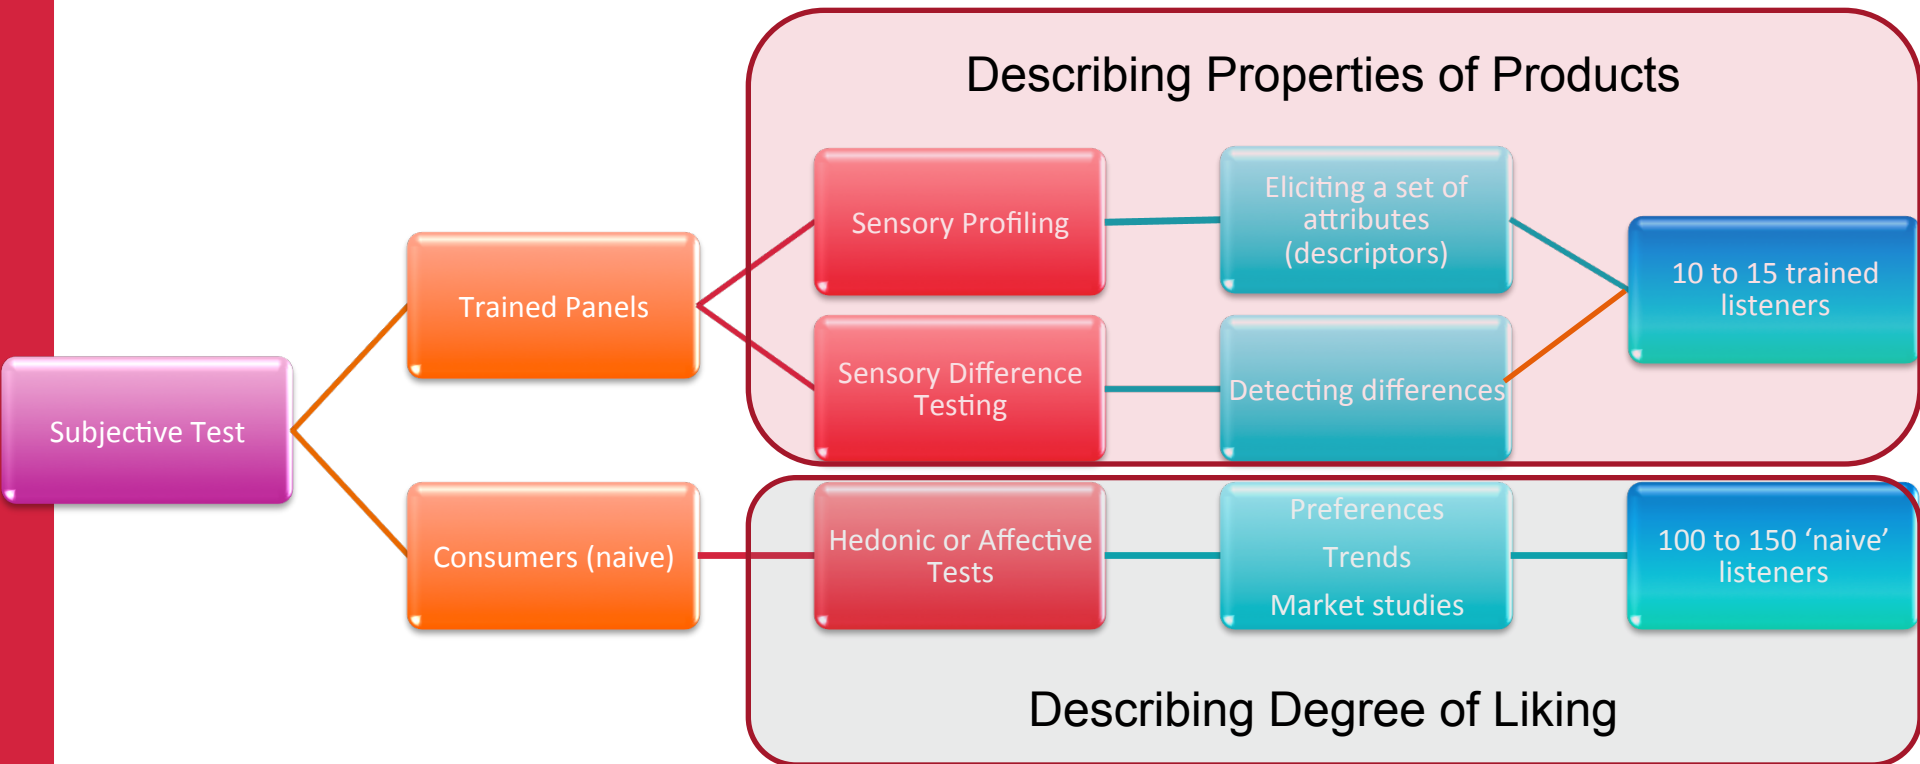 Describing Properties of Products
Subjective Test
Trained Panels
Sensory Profiling
Eliciting a set of
attributes
(descriptors)
Sensory Difference
Testing
Detecting differences
10 to 15 trained
listeners
Consumers (naive)
Hedonic or Affective
Tests
Preferences
Trends
Market studies
100 to 150 ‘naive’
listeners
Describing Degree of Liking